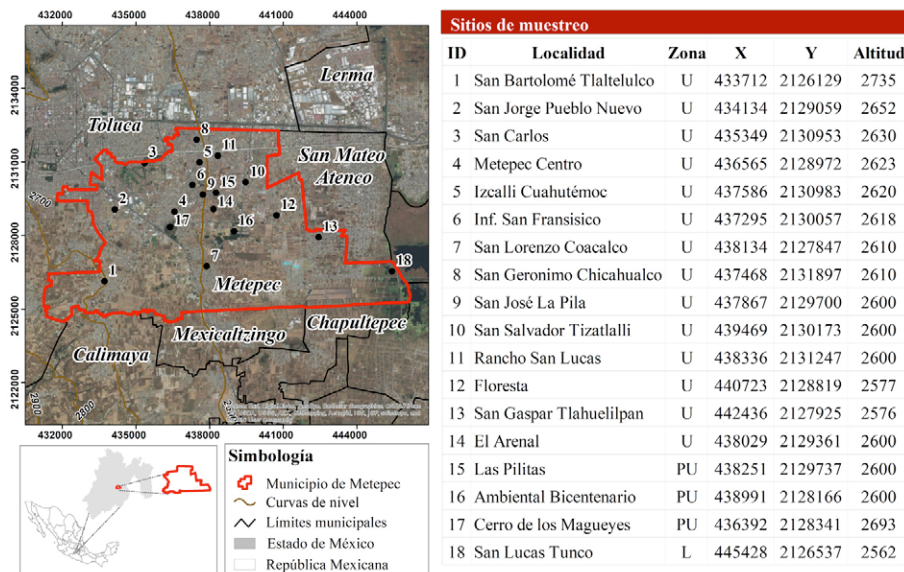 432000 435000 438000 441000 444000
2134000
2131000
2128000
2125000
2122000
Lerma
Toluca
8
11
5
3
San Mateo
Atenco
6
10
2700
9 15
2
4
14
12
17
16
13
18
7
1
Metepec
Chapultepec
Mexicaltzingo
Calimaya
2900
2800
432000 435000 438000 441000 444000
Simbología
Municipio de Metepec
Curvas de nivel
Límites municipales
Estado de México
República Mexicana
Sitios de muestreo
ID Localidad Zona X Y Altitud
1 San Bartolomé Tlaltelulco U 433712 2126129 2735
2 San Jorge Pueblo Nuevo U 434134 2129059 2652
3 San Carlos U 435349 2130953 2630
4 Metepec Centro U 436565 2128972 2623
5 Izcalli Cuahutémoc U 437586 2130983 2620
6 Inf. San Fransisico U 437295 2130057 2618
7 San Lorenzo Coacalco U 438134 2127847 2610
8 San Geronimo Chicahualco U 437468 2131897 2610
9 San José La Pila U 437867 2129700 2600
10 San Salvador Tizatlalli U 439469 2130173 2600
11 Rancho San Lucas U 438336 2131247 2600
12 Floresta U 440723 2128819 2577
13 San Gaspar Tlahuelilpan U 442436 2127925 2576
14 El Arenal U 438029 2129361 2600
15 Las Pilitas PU 438251 2129737 2600
16 Ambiental Bicentenario PU 438991 2128166 2600
17 Cerro de los Magueyes PU 436392 2128341 2693
18 San Lucas Tunco L 445428 2126537 2562